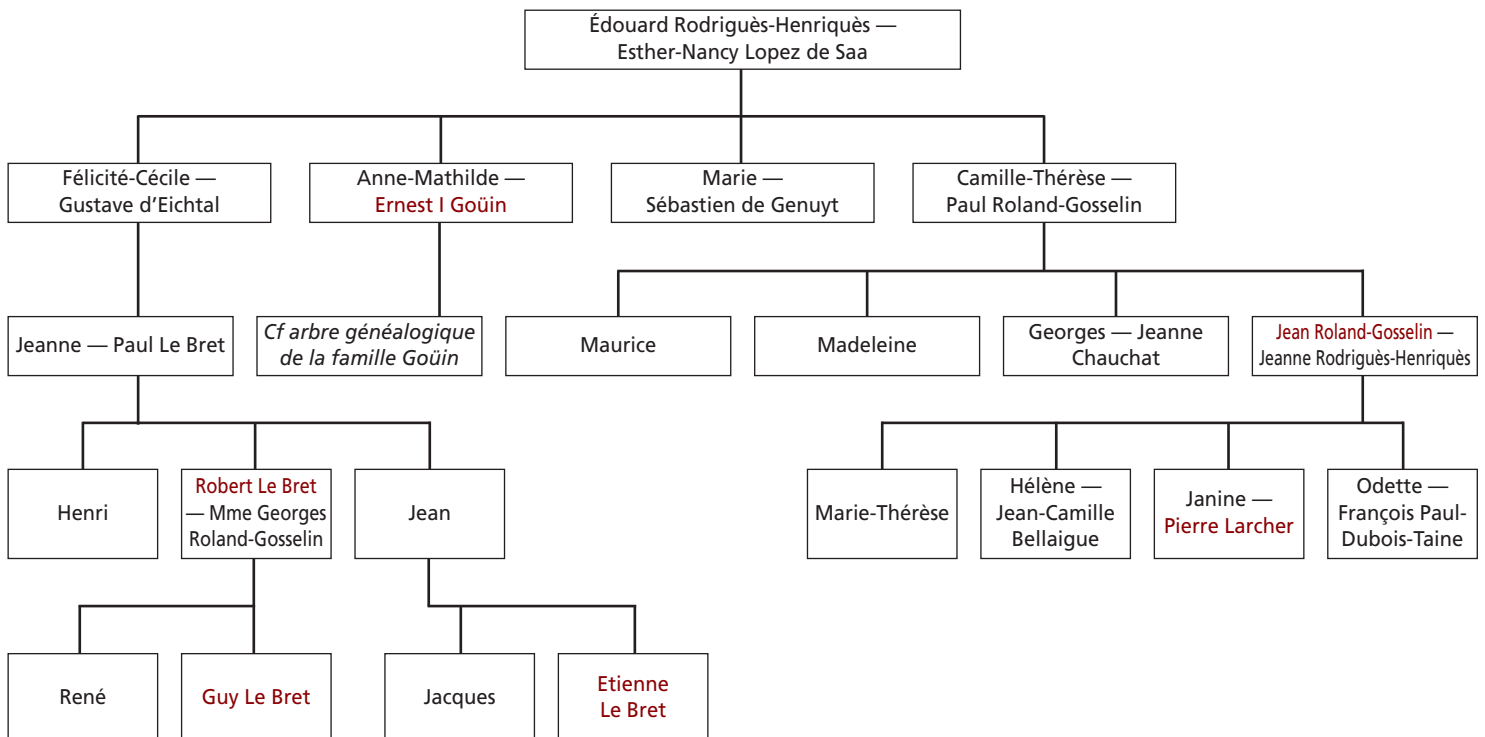 Édouard Rodriguès-Henriquès —
Esther-Nancy Lopez de Saa
Félicité-Cécile —
Gustave d'Eichtal
Anne-Mathilde —
Ernest I Goüin
Marie —
Sébastien de Genuyt
Camille-Thérèse —
Paul Roland-Gosselin
Jeanne — Paul Le Bret
Cf arbre généalogique
de la famille Goüin
Maurice
Madeleine
Georges — Jeanne
Chauchat
Jean Roland-Gosselin —
Jeanne Rodriguès-Henriquès
Henri
Robert Le Bret
— Mme Georges
Roland-Gosselin
Jean
Marie-Thérèse
Hélène —
Jean-Camille
Bellaigue
Janine —
Pierre Larcher
Odette —
François Paul-
Dubois-Taine
René
Guy Le Bret
Jacques
Etienne
Le Bret